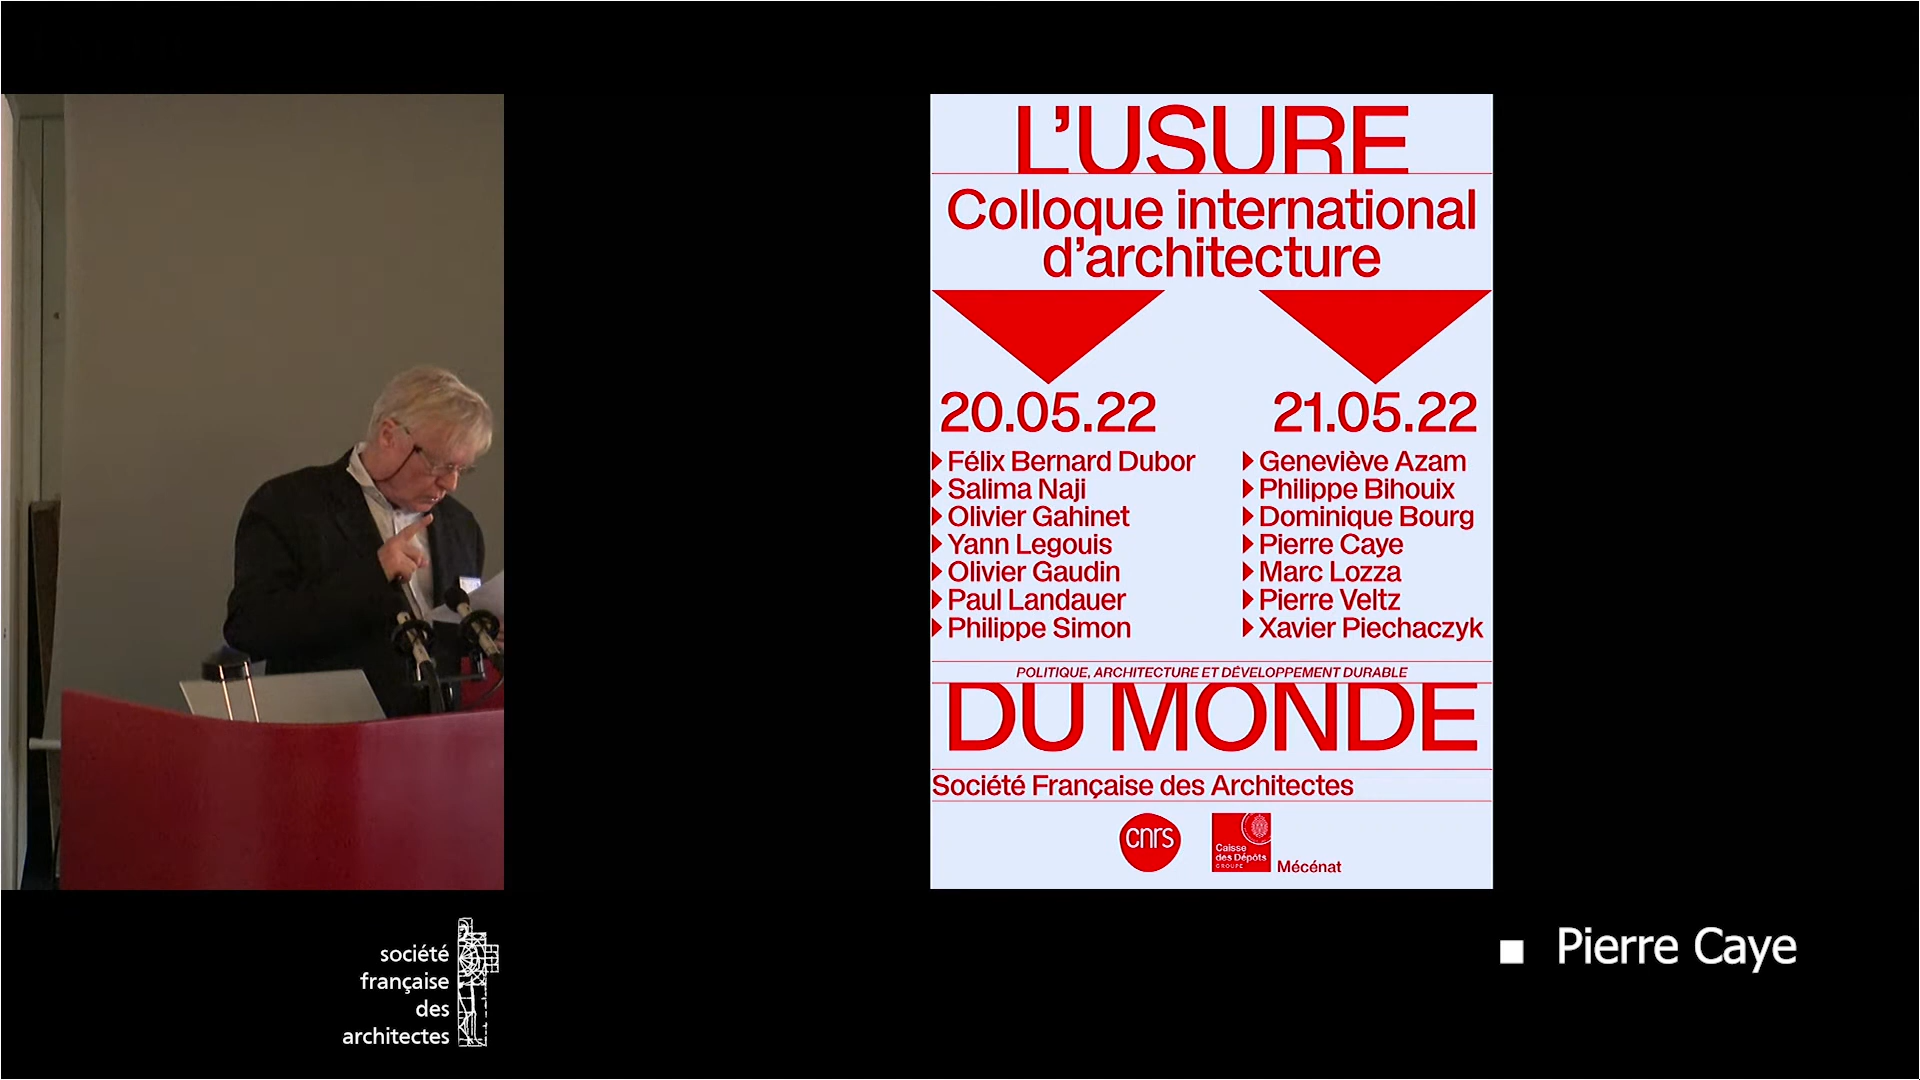 L’USURE
Colloque international
d’architecture
20.05.22
Félix Bernard Dubor
Salima Naji
Olivier Gahinet
Yann Legouis
Olivier Gaudin
Paul Landauer
Philippe Simon
21.05.22
Geneviève Azam
Philippe Bihouix
Dominique Bourg
Pierre Caye
Marc Lozza
Pierre Veltz
Xavier Piechaczyk
POLITIQUE, ARCHITECTURE ET DÉVELOPPEMENT DURABLE
DU MONDE
Société Française des Architectes
cnrs
Caisse
des Dépôts
GROUPE
Mécénat
société
française
des
architectes
Pierre Caye